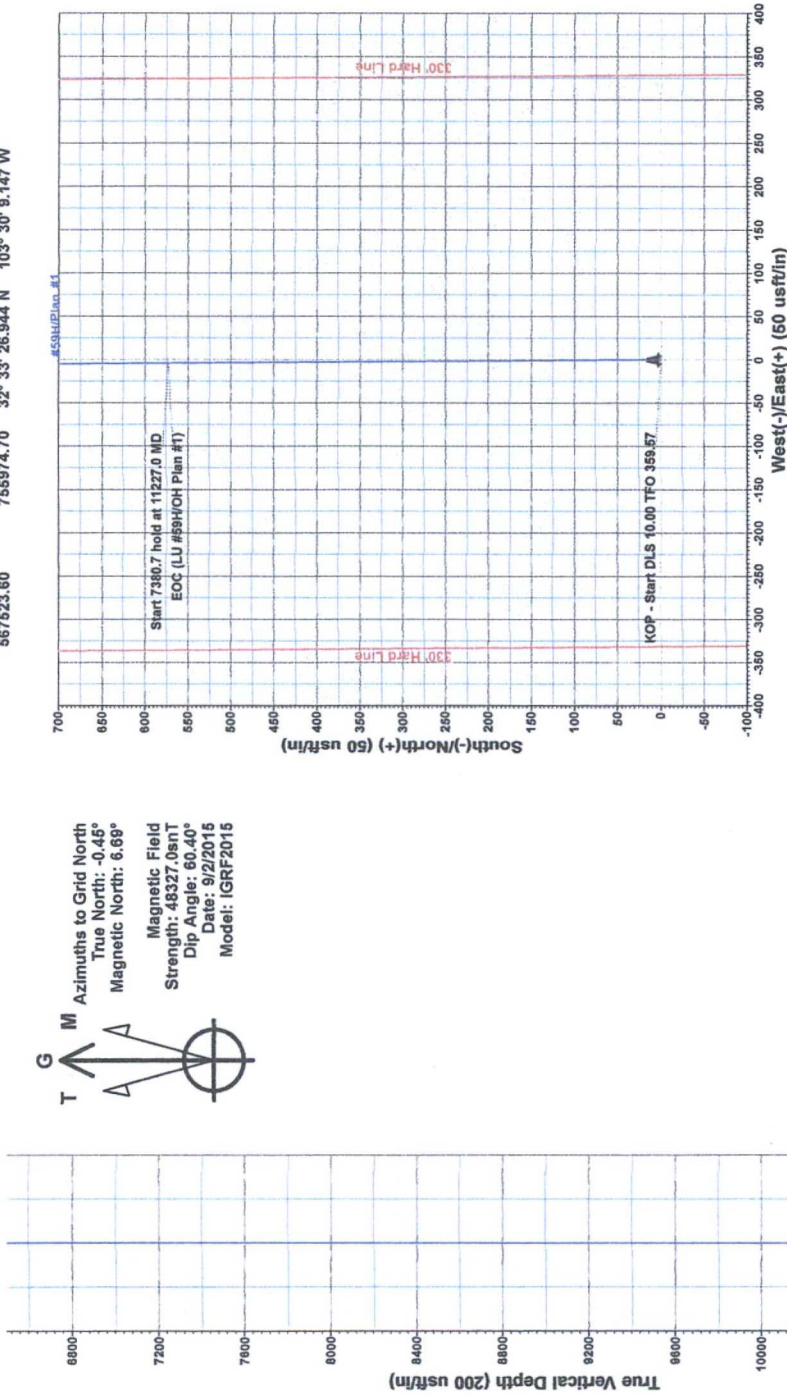 567523.60 755974.70 32° 33' 26.944 N 103° 30' 9.147 W
T G M
Azimuths to Grid North
True North: -0.45°
Magnetic North: 6.69°
Magnetic Field
Strength: 48327.0snT
Dip Angle: 60.40°
Date: 9/2/2015
Model: IGRF2015
True Vertical Depth (200 usft/in)
6800
7200
7600
8000
8400
8800
9200
9600
10000
South(-)/North(+) (50 usft/in)
700
650
600
550
500
450
400
350
300
250
200
150
100
50
0
-50
-100
#59H/Plan #1
330' Hard Line
330' Hard Line
Start 7380.7 hold at 11227.0 MD
EOC (LU #59H/OH Plan #1)
KOP - Start DLS 10.00 TFO 359.57
-400 -350 -300 -250 -200 -150 -100 -50 0 50 100 150 200 250 300 350 400
West(-)/East(+) (50 usft/in)